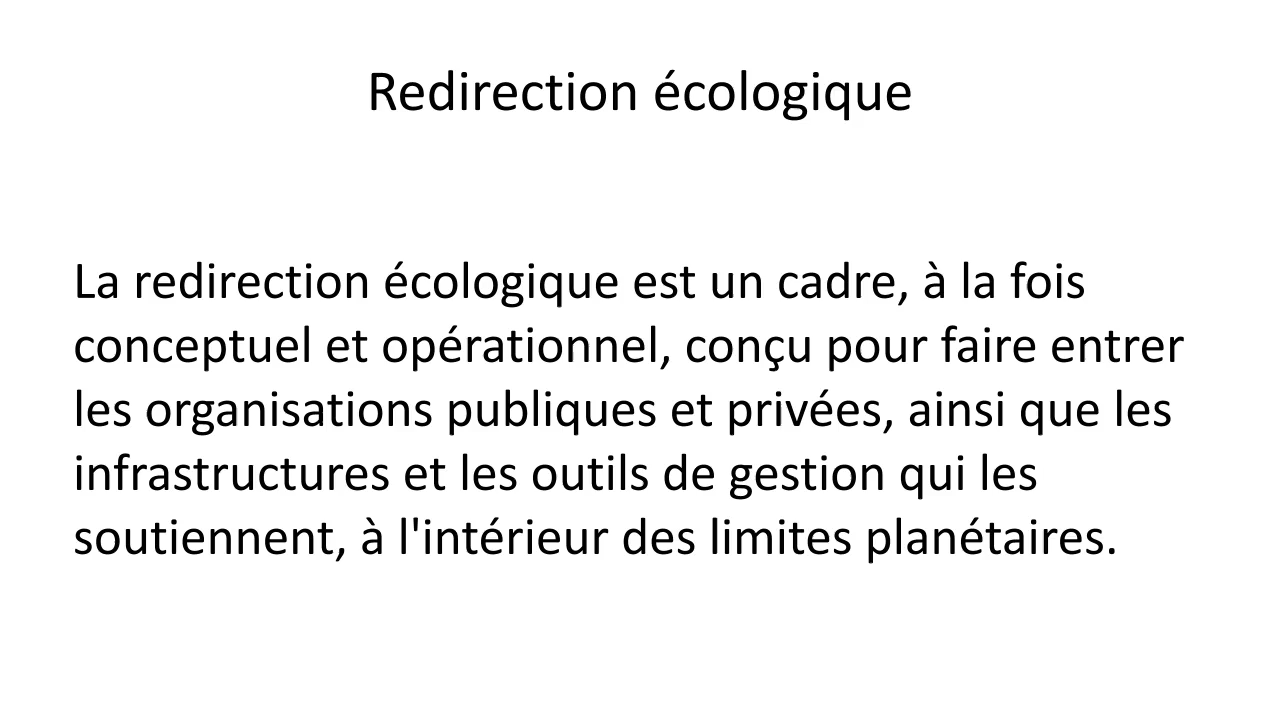 Redirection écologique
La redirection écologique est un cadre, à la fois
conceptuel et opérationnel, conçu pour faire entrer
les organisations publiques et privées, ainsi que les
infrastructures et les outils de gestion qui les
soutiennent, à l'intérieur des limites planétaires.